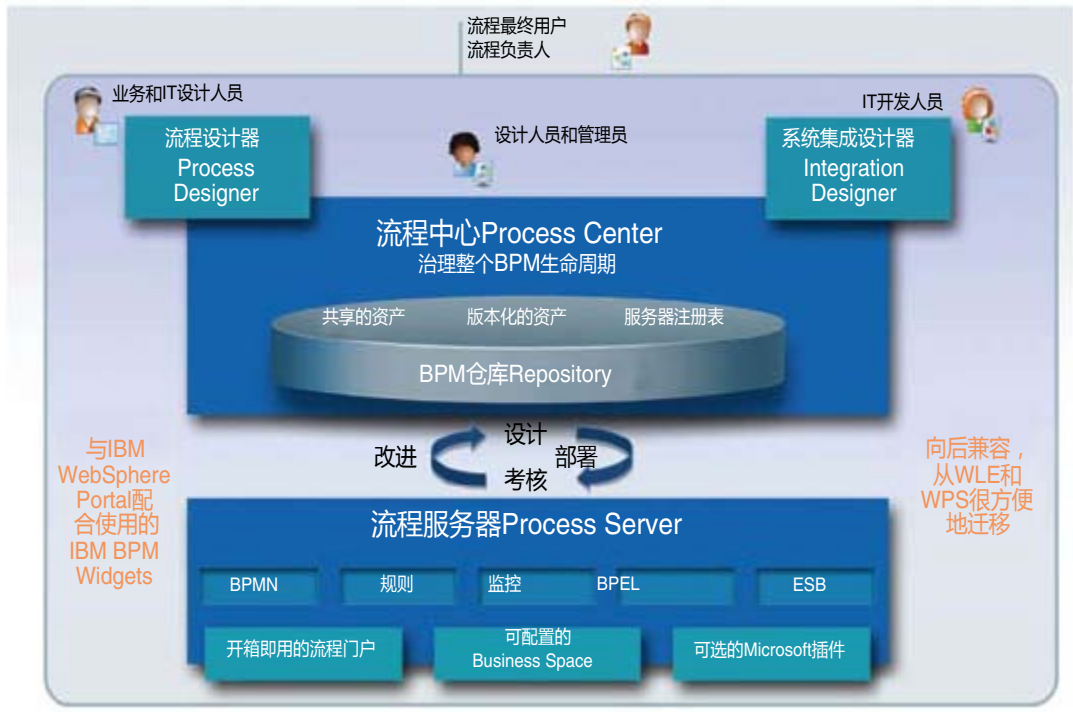 流程最终用户
流程负责人
业务和IT设计人员
IT开发人员
设计人员和管理员
流程设计器
Process
Designer
系统集成设计器
Integration
Designer
流程中心Process Center
治理整个BPM生命周期
共享的资产
版本化的资产
服务器注册表
BPM仓库Repository
设计
改进
部署
考核
与IBM
WebSphere
Portal配
合使用的
IBM BPM
Widgets
向后兼容，
从WLE和
WPS很方便
地迁移
流程服务器Process Server
BPMN
规则
监控
BPEL
ESB
开箱即用的流程门户
可配置的
Business Space
可选的Microsoft插件